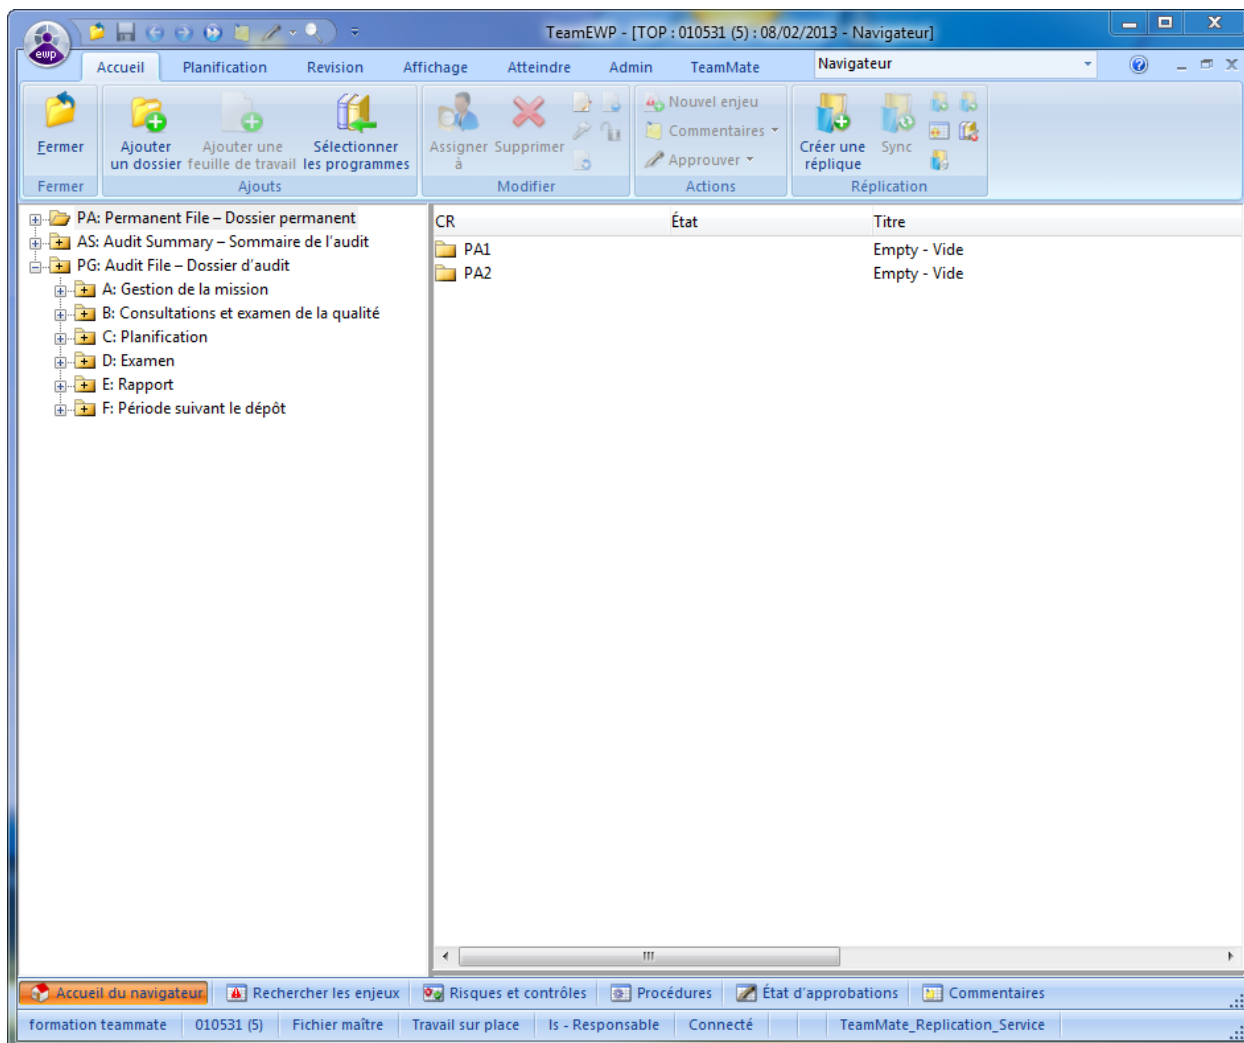 TeamEWP - [TOP : 010531 (5) : 08/02/2013 - Navigateur]
ewp
Accueil Planification Revision Affichage Atteindre Admin TeamMate Navigateur
Fermer
Ajouter un dossier
Ajouter une feuille de travail
Sélectionner les programmes
Assigner à
Supprimer
Nouvel enjeu
Commentaires
Approuver
Créer une réplique
Sync
Fermer Ajouts Modifier Actions Réplication
PA: Permanent File – Dossier permanent
AS: Audit Summary – Sommaire de l'audit
PG: Audit File – Dossier d'audit
A: Gestion de la mission
B: Consultations et examen de la qualité
C: Planification
D: Examen
E: Rapport
F: Période suivant le dépôt
CR État Titre
PA1 Empty - Vide
PA2 Empty - Vide
Accueil du navigateur Rechercher les enjeux Risques et contrôles Procédures État d'approbations Commentaires
formation teammate 010531 (5) Fichier maître Travail sur place Is - Responsable Connecté TeamMate_Replication_Service